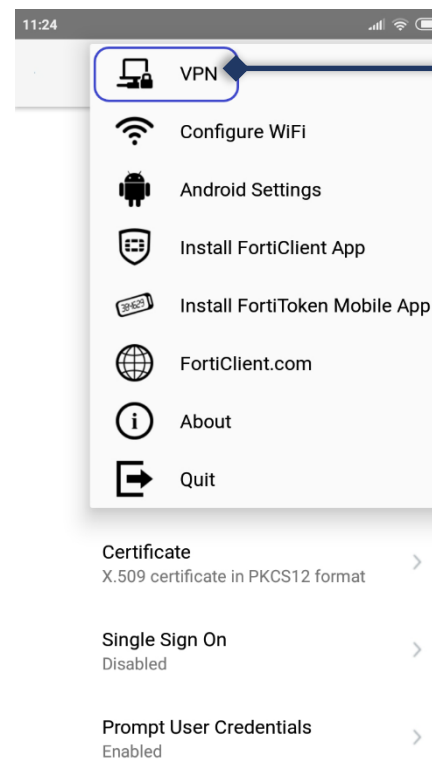 11:24
VPN
Configure WiFi
Android Settings
Install FortiClient App
Install FortiToken Mobile App
FortiClient.com
About
Quit
Certificate
X.509 certificate in PKCS12 format
Single Sign On
Disabled
Prompt User Credentials
Enabled